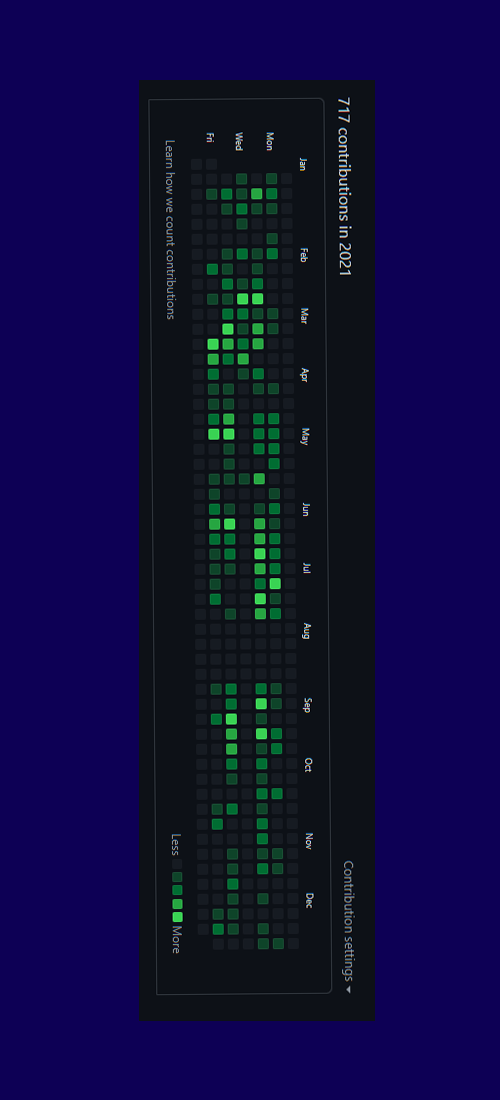 717 contributions in 2021
Contribution settings ▾
Jan Feb Mar Apr May Jun Jul Aug Sep Oct Nov Dec
Mon
Wed
Fri
Learn how we count contributions
Less More